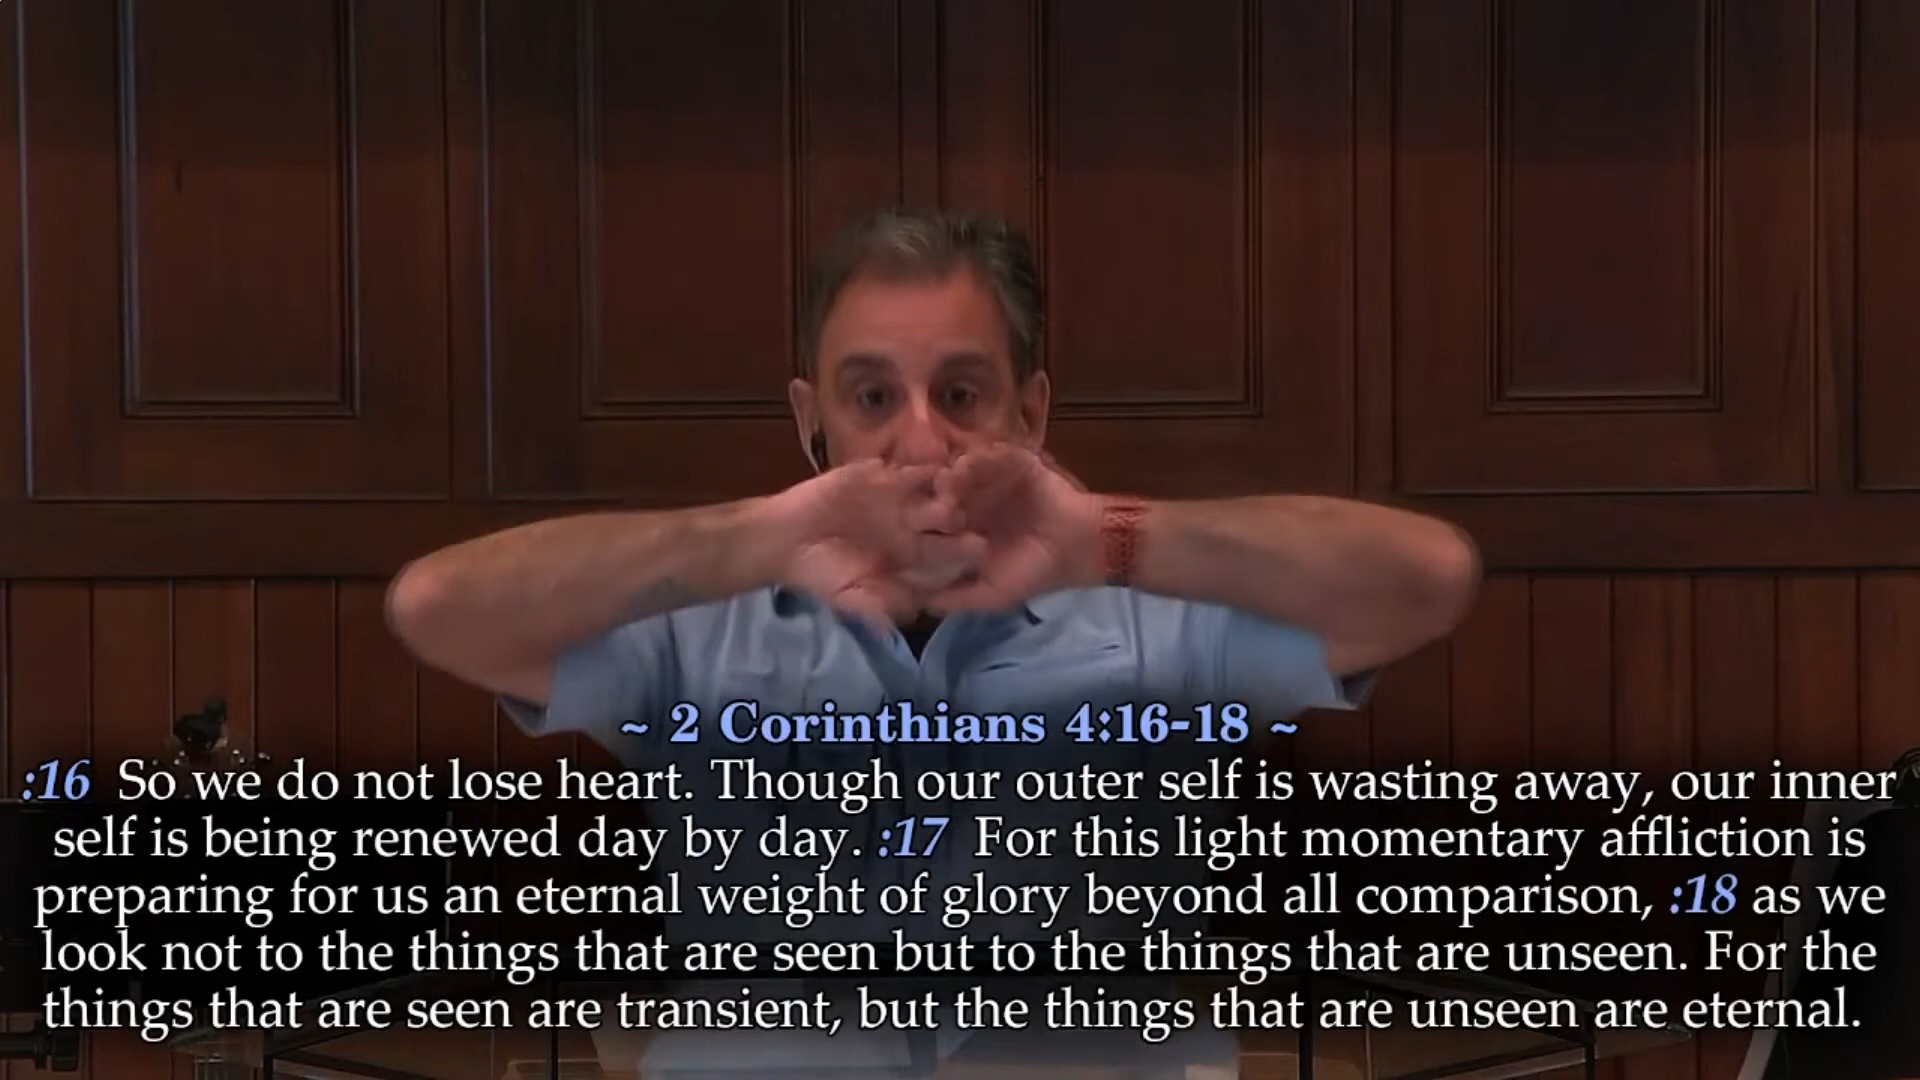 ~ 2 Corinthians 4:16-18 ~
:16 So we do not lose heart. Though our outer self is wasting away, our inner
self is being renewed day by day. :17 For this light momentary affliction is
preparing for us an eternal weight of glory beyond all comparison, :18 as we
look not to the things that are seen but to the things that are unseen. For the
things that are seen are transient, but the things that are unseen are eternal.